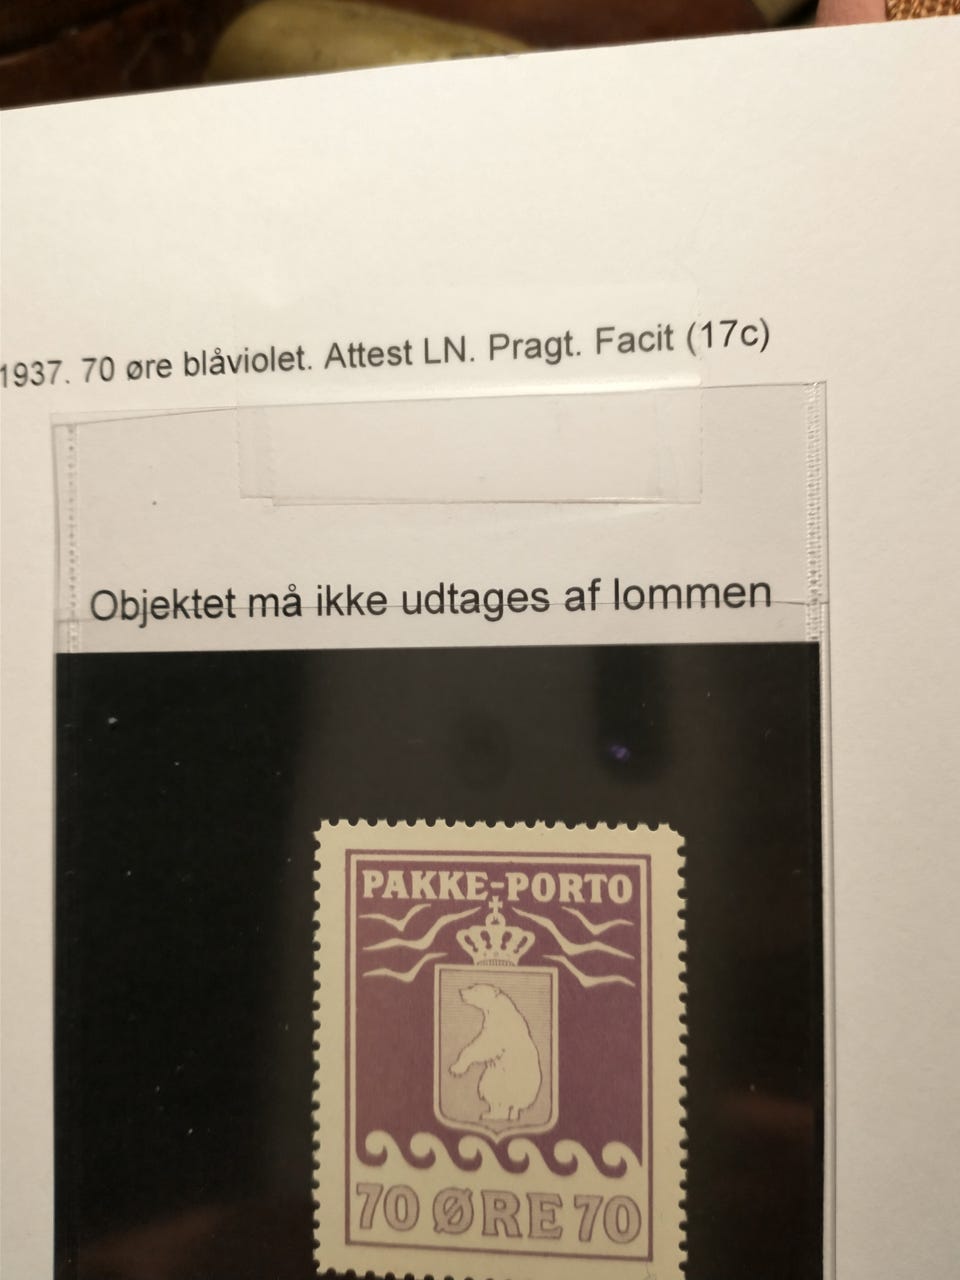 1937. 70 øre blåviolet. Attest LN. Pragt. Facit (17c)
Objektet må ikke udtages af lommen
PAKKE-PORTO
70 ØRE 70